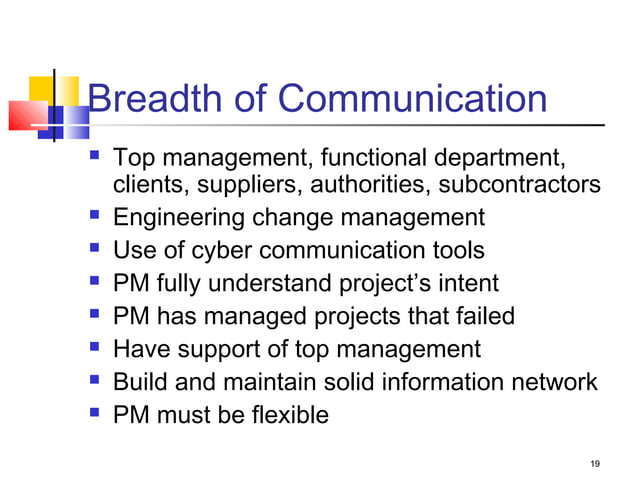 Breadth of Communication
▪ Top management, functional department,
clients, suppliers, authorities, subcontractors
▪ Engineering change management
▪ Use of cyber communication tools
▪ PM fully understand project’s intent
▪ PM has managed projects that failed
▪ Have support of top management
▪ Build and maintain solid information network
▪ PM must be flexible
19